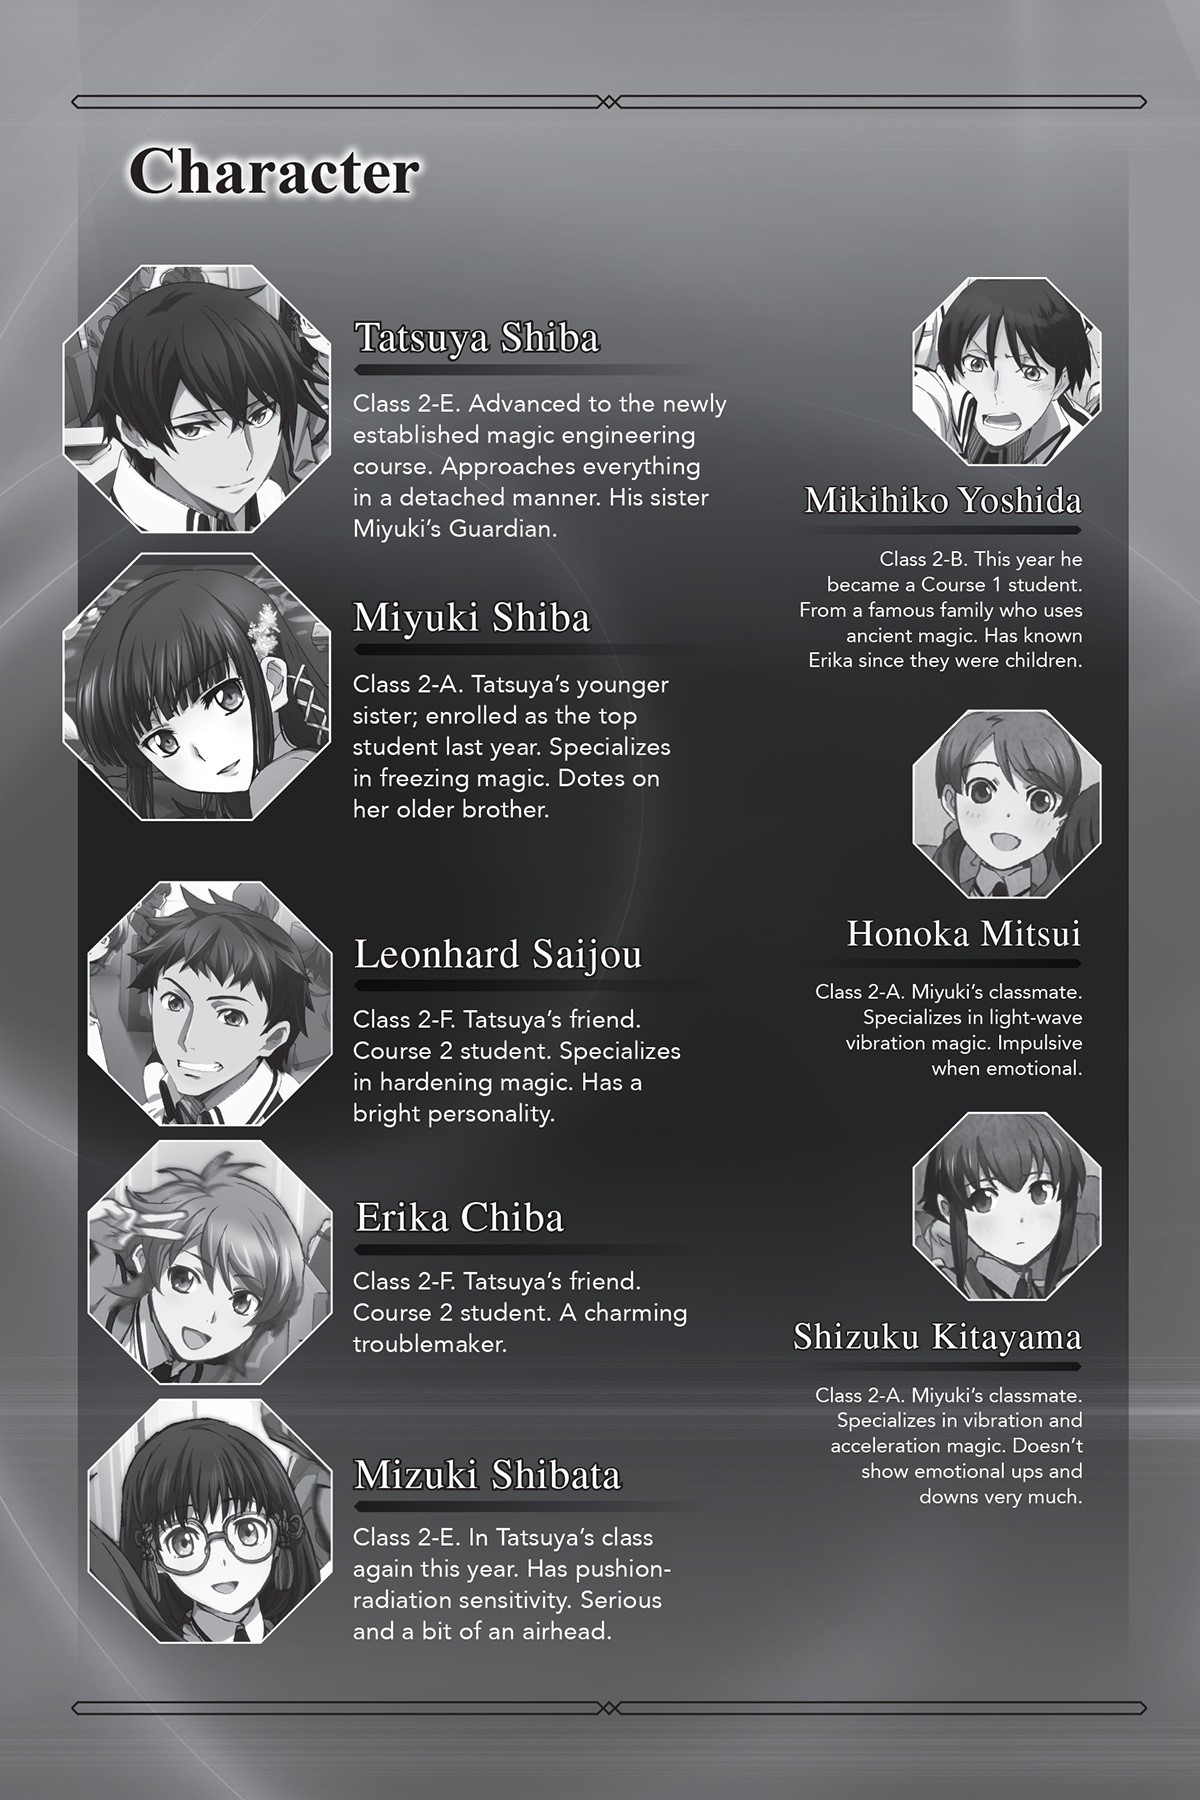 Character
Tatsuya Shiba
Class 2-E. Advanced to the newly
established magic engineering
course. Approaches everything
in a detached manner. His sister
Miyuki’s Guardian.
Miyuki Shiba
Class 2-A. Tatsuya’s younger
sister; enrolled as the top
student last year. Specializes
in freezing magic. Dotes on
her older brother.
Leonhard Saijou
Class 2-F. Tatsuya’s friend.
Course 2 student. Specializes
in hardening magic. Has a
bright personality.
Erika Chiba
Class 2-F. Tatsuya’s friend.
Course 2 student. A charming
troublemaker.
Mizuki Shibata
Class 2-E. In Tatsuya’s class
again this year. Has pushion-
radiation sensitivity. Serious
and a bit of an airhead.
Mikihiko Yoshida
Class 2-B. This year he
became a Course 1 student.
From a famous family who uses
ancient magic. Has known
Erika since they were children.
Honoka Mitsui
Class 2-A. Miyuki’s classmate.
Specializes in light-wave
vibration magic. Impulsive
when emotional.
Shizuku Kitayama
Class 2-A. Miyuki’s classmate.
Specializes in vibration and
acceleration magic. Doesn’t
show emotional ups and
downs very much.